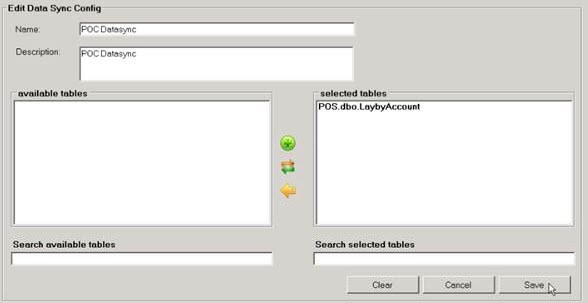 Edit Data Sync Config
Name: POC Datasync
Description: POC Datasync
available tables
selected tables
POS.dbo.LaybyAccount
Search available tables
Search selected tables
Clear Cancel Save